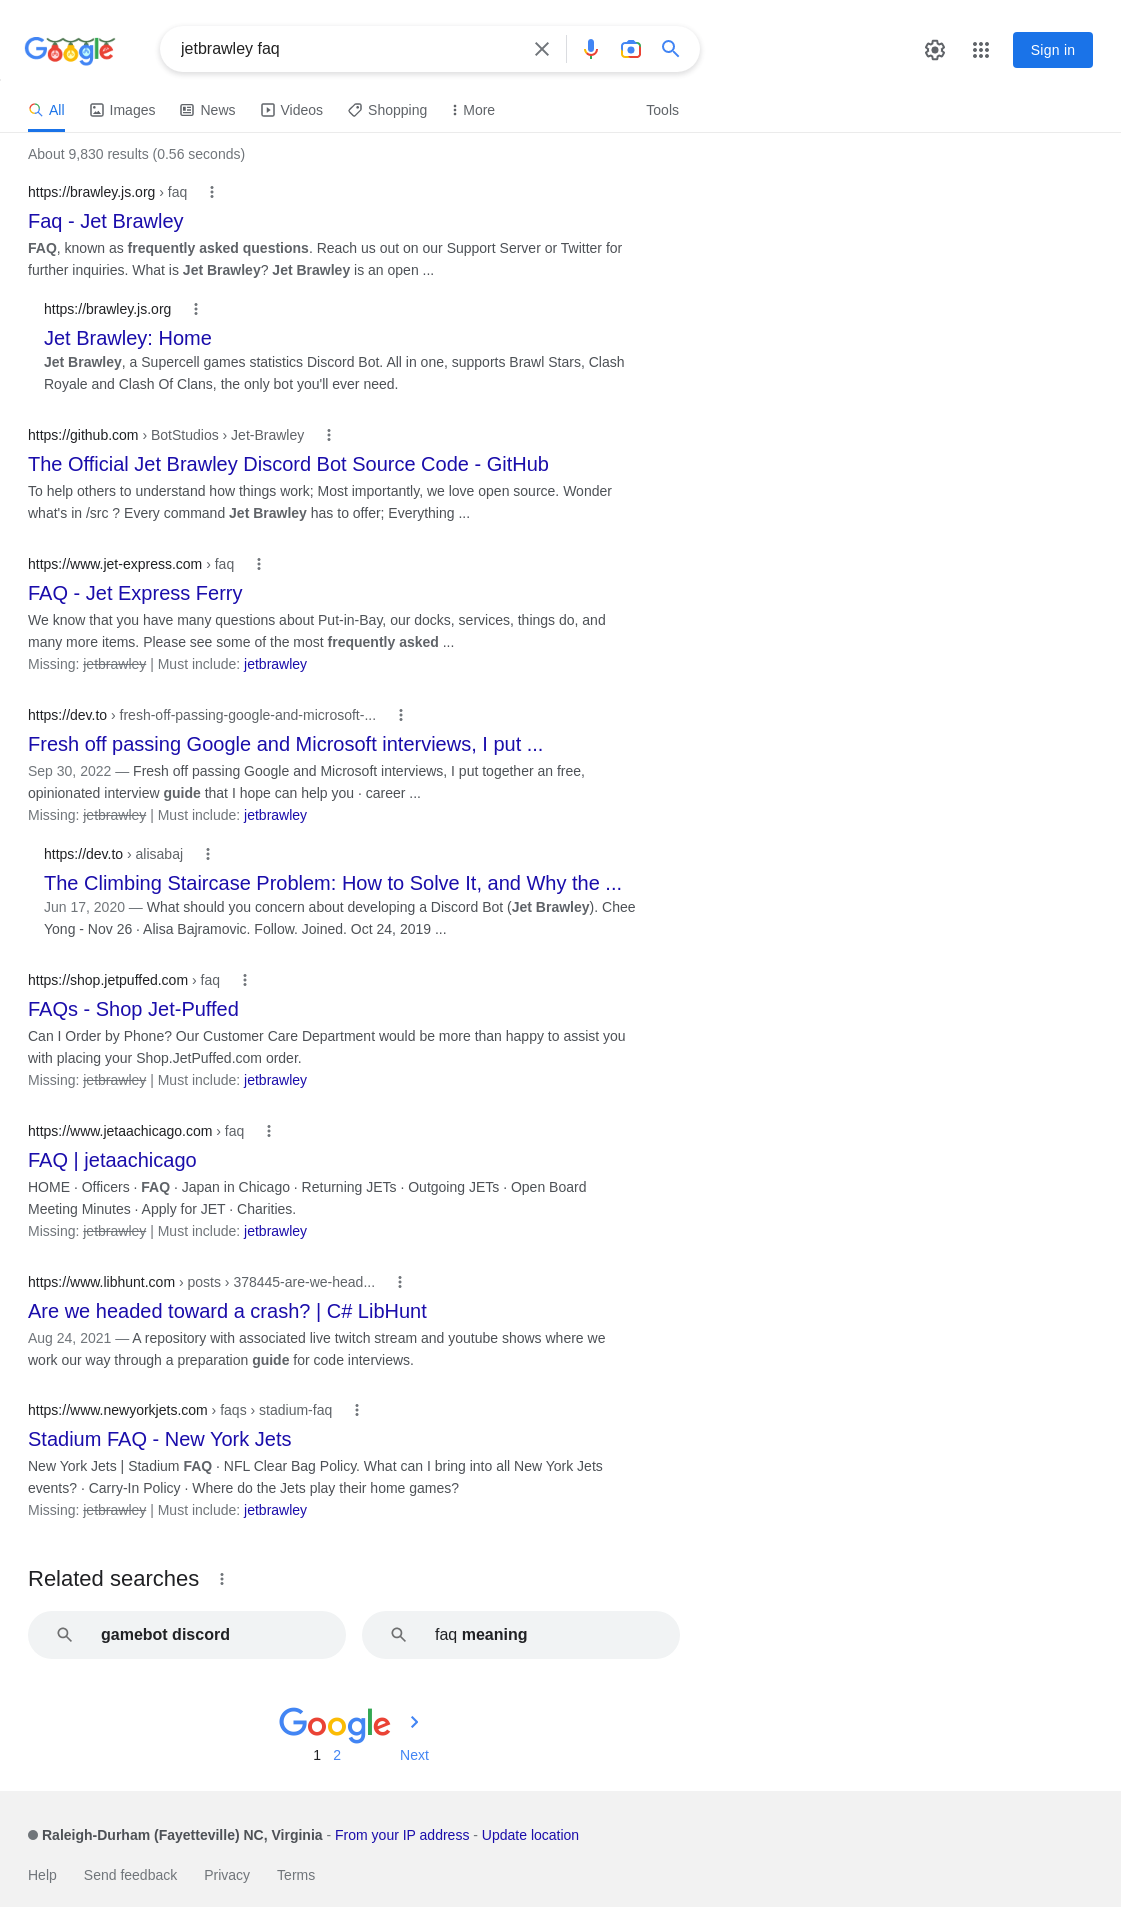 Google
jetbrawley faq
Sign in
All Images News Videos Shopping More Tools
About 9,830 results (0.56 seconds)
https://brawley.js.org › faq
Faq - Jet Brawley
FAQ, known as frequently asked questions. Reach us out on our Support Server or Twitter for
further inquiries. What is Jet Brawley? Jet Brawley is an open ...
https://brawley.js.org
Jet Brawley: Home
Jet Brawley, a Supercell games statistics Discord Bot. All in one, supports Brawl Stars, Clash
Royale and Clash Of Clans, the only bot you'll ever need.
https://github.com › BotStudios › Jet-Brawley
The Official Jet Brawley Discord Bot Source Code - GitHub
To help others to understand how things work; Most importantly, we love open source. Wonder
what's in /src ? Every command Jet Brawley has to offer; Everything ...
https://www.jet-express.com › faq
FAQ - Jet Express Ferry
We know that you have many questions about Put-in-Bay, our docks, services, things do, and
many more items. Please see some of the most frequently asked ...
Missing: jetbrawley | Must include: jetbrawley
https://dev.to › fresh-off-passing-google-and-microsoft-...
Fresh off passing Google and Microsoft interviews, I put ...
Sep 30, 2022 — Fresh off passing Google and Microsoft interviews, I put together an free,
opinionated interview guide that I hope can help you · career ...
Missing: jetbrawley | Must include: jetbrawley
https://dev.to › alisabaj
The Climbing Staircase Problem: How to Solve It, and Why the ...
Jun 17, 2020 — What should you concern about developing a Discord Bot (Jet Brawley). Chee
Yong - Nov 26 · Alisa Bajramovic. Follow. Joined. Oct 24, 2019 ...
https://shop.jetpuffed.com › faq
FAQs - Shop Jet-Puffed
Can I Order by Phone? Our Customer Care Department would be more than happy to assist you
with placing your Shop.JetPuffed.com order.
Missing: jetbrawley | Must include: jetbrawley
https://www.jetaachicago.com › faq
FAQ | jetaachicago
HOME · Officers · FAQ · Japan in Chicago · Returning JETs · Outgoing JETs · Open Board
Meeting Minutes · Apply for JET · Charities.
Missing: jetbrawley | Must include: jetbrawley
https://www.libhunt.com › posts › 378445-are-we-head...
Are we headed toward a crash? | C# LibHunt
Aug 24, 2021 — A repository with associated live twitch stream and youtube shows where we
work our way through a preparation guide for code interviews.
https://www.newyorkjets.com › faqs › stadium-faq
Stadium FAQ - New York Jets
New York Jets | Stadium FAQ · NFL Clear Bag Policy. What can I bring into all New York Jets
events? · Carry-In Policy · Where do the Jets play their home games?
Missing: jetbrawley | Must include: jetbrawley
Related searches
gamebot discord
faq meaning
Google
1 2 Next
Raleigh-Durham (Fayetteville) NC, Virginia - From your IP address - Update location
Help Send feedback Privacy Terms